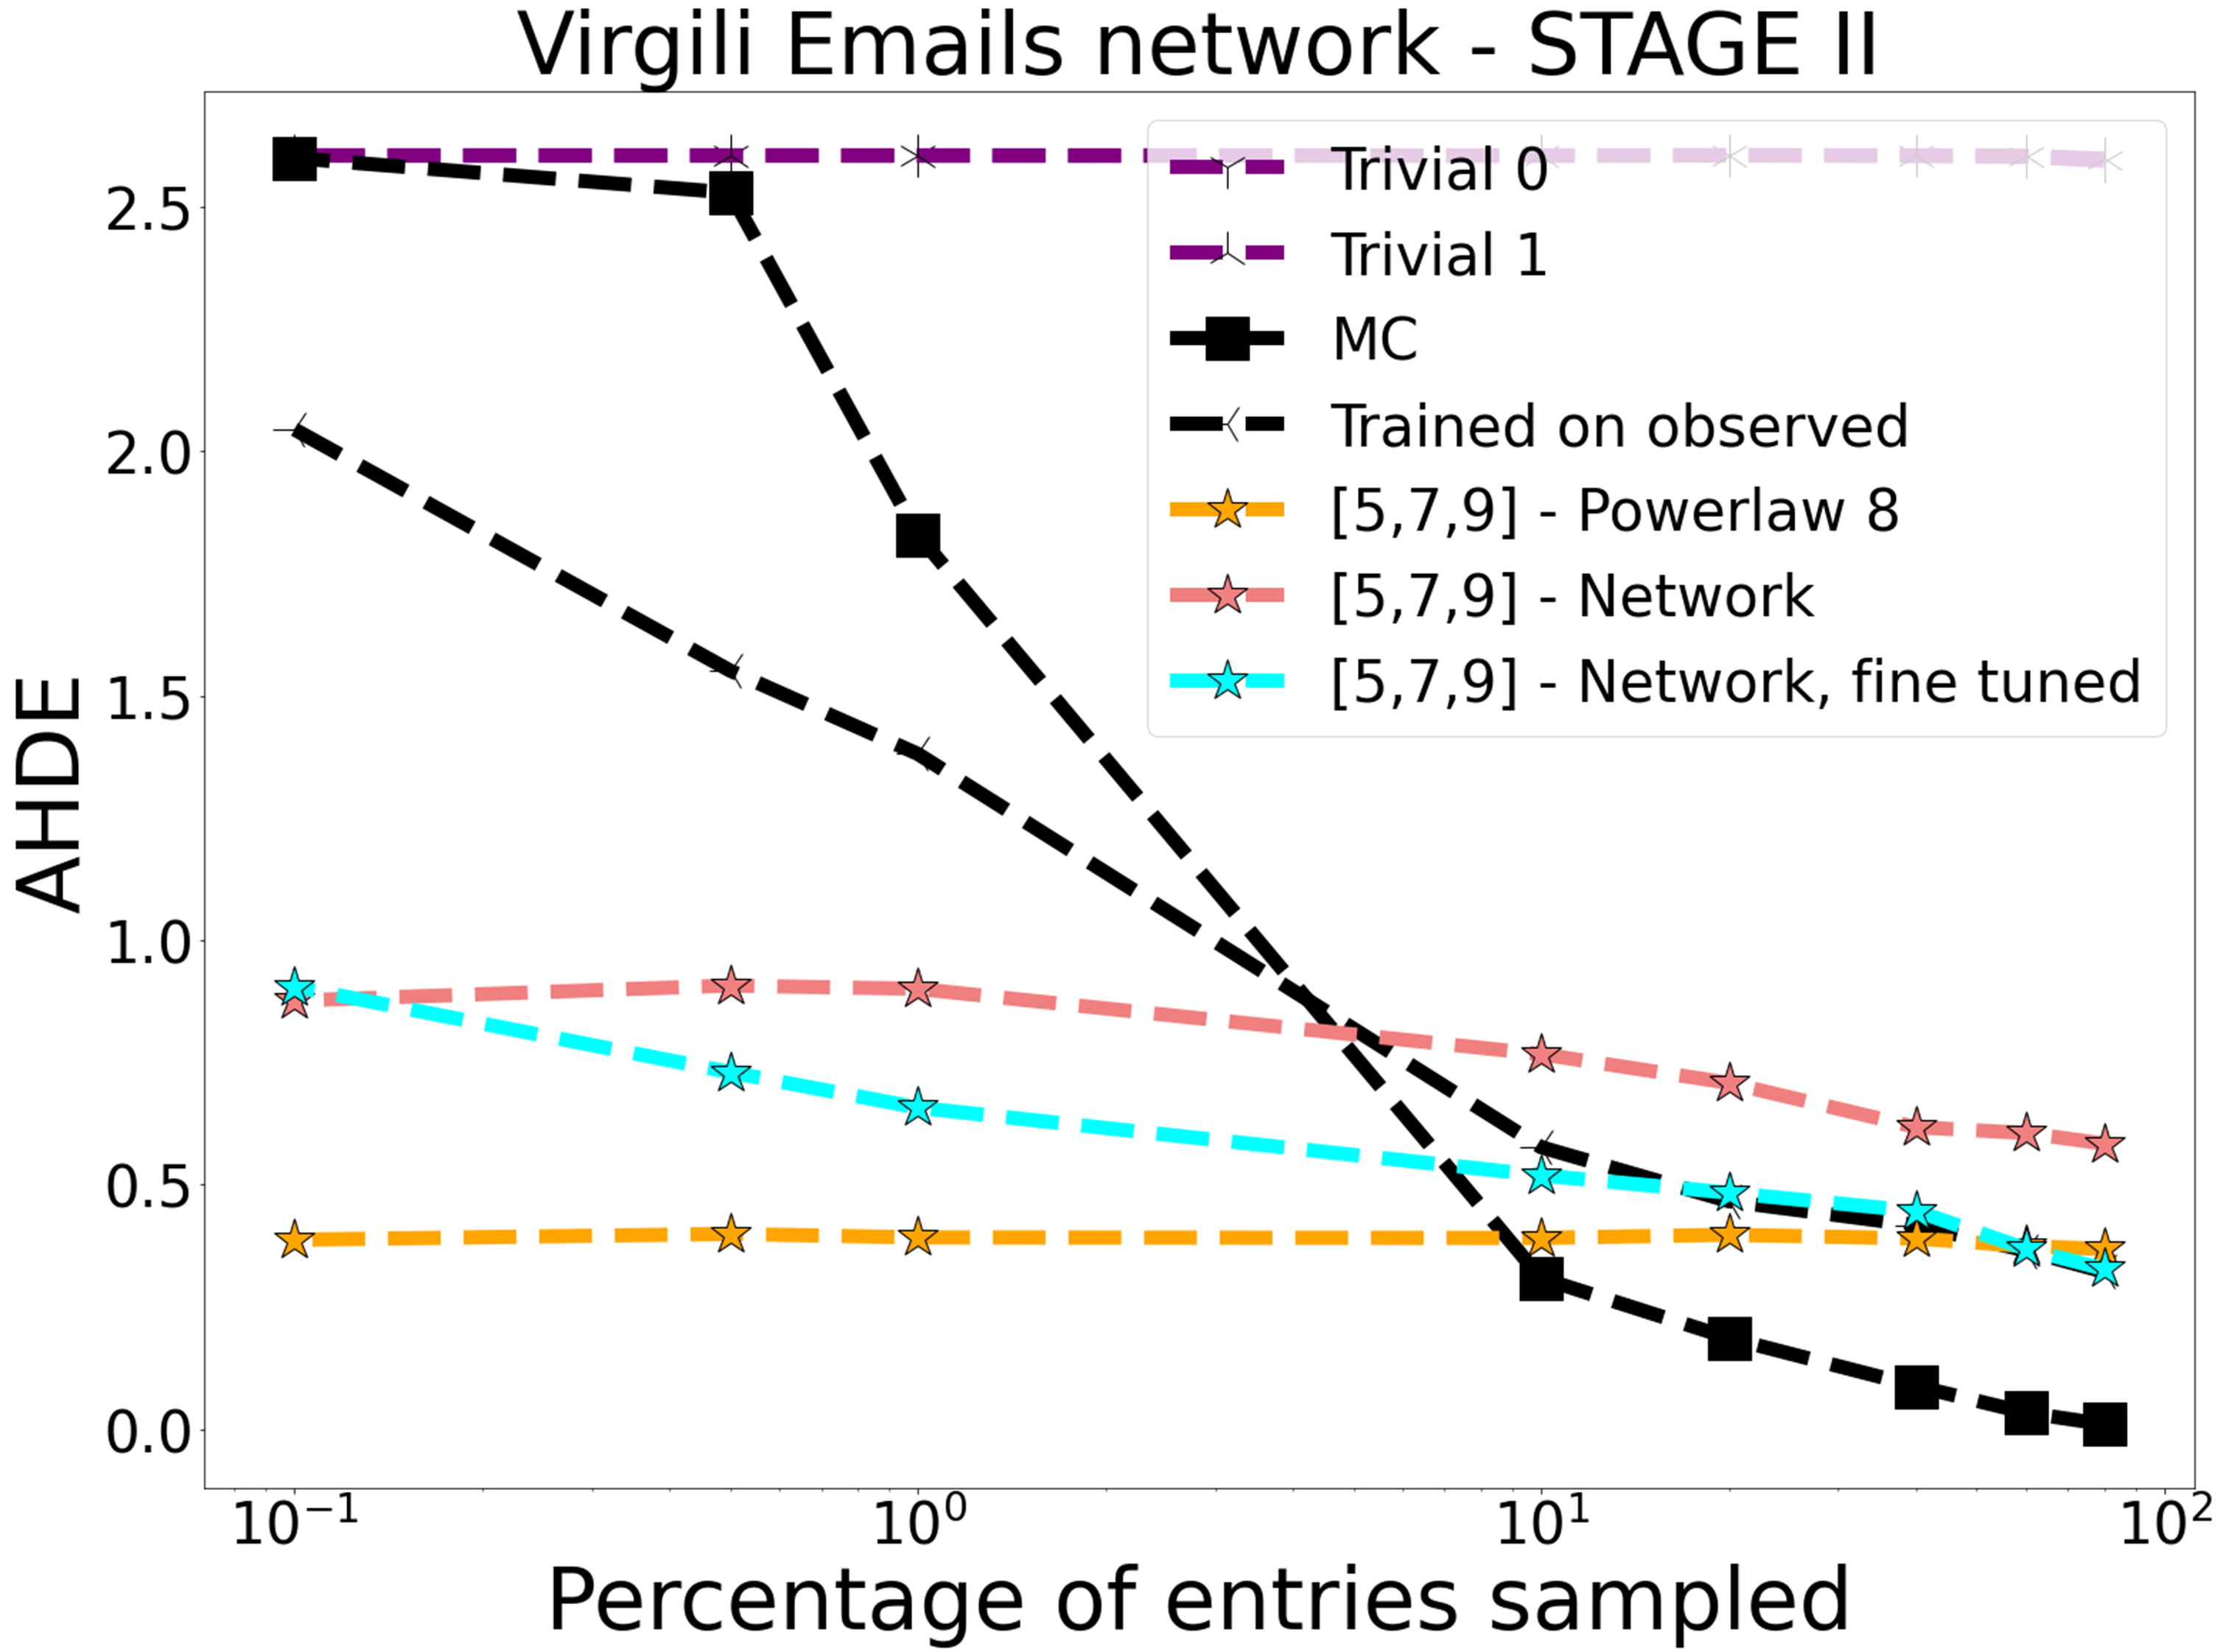 Virgili Emails network - STAGE II
AHDE
2.5
2.0
1.5
1.0
0.5
0.0
Trivial 0
Trivial 1
MC
Trained on observed
[5,7,9] - Powerlaw 8
[5,7,9] - Network
[5,7,9] - Network, fine tuned
10⁻¹ 10⁰ 10¹ 10²
Percentage of entries sampled